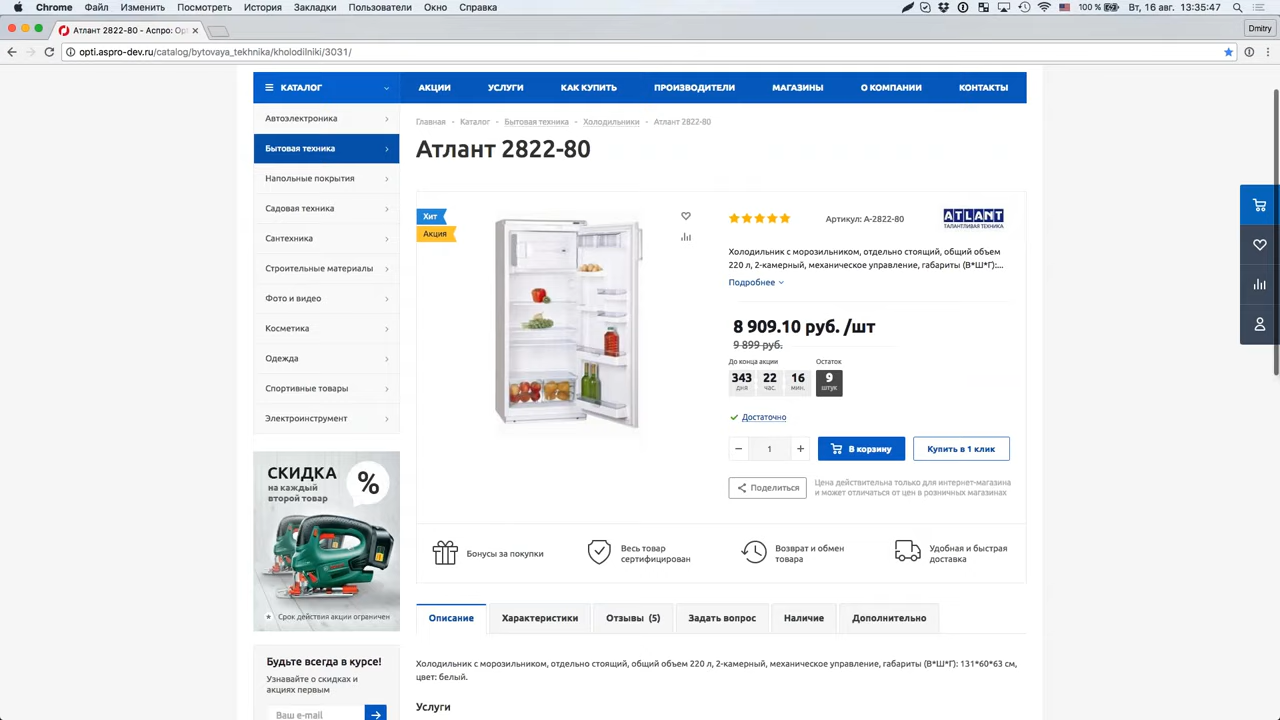 Chrome Файл Изменить Посмотреть История Закладки Пользователи Окно Справка
100 % Вт, 16 авг. 13:35:47
Атлант 2822-80 - Аспро: Opt
Dmitry
opti.aspro-dev.ru/catalog/bytovaya_tekhnika/kholodilniki/3031/
КАТАЛОГ
АКЦИИ УСЛУГИ КАК КУПИТЬ ПРОИЗВОДИТЕЛИ МАГАЗИНЫ О КОМПАНИИ КОНТАКТЫ
Автоэлектроника
Бытовая техника
Напольные покрытия
Садовая техника
Сантехника
Строительные материалы
Фото и видео
Косметика
Одежда
Спортивные товары
Электроинструмент
СКИДКА
на каждый
второй товар
%
* Срок действия акции ограничен
Будьте всегда в курсе!
Узнавайте о скидках и
акциях первым
Ваш e-mail
Главная - Каталог - Бытовая техника - Холодильники - Атлант 2822-80
Атлант 2822-80
Хит
Акция
Артикул: A-2822-80
ATLANT
ТАЛАНТЛИВАЯ ТЕХНИКА
Холодильник с морозильником, отдельно стоящий, общий объем
220 л, 2-камерный, механическое управление, габариты (В*Ш*Г):...
Подробнее
8 909.10 руб. /шт
9 899 руб.
До конца акции Остаток
343 22 16 9
дня час. мин. штук
Достаточно
− 1 + В корзину Купить в 1 клик
Поделиться
Цена действительна только для интернет-магазина
и может отличаться от цен в розничных магазинах
Бонусы за покупки
Весь товар
сертифицирован
Возврат и обмен
товара
Удобная и быстрая
доставка
Описание Характеристики Отзывы (5) Задать вопрос Наличие Дополнительно
Холодильник с морозильником, отдельно стоящий, общий объем 220 л, 2-камерный, механическое управление, габариты (В*Ш*Г): 131*60*63 см,
цвет: белый.
Услуги